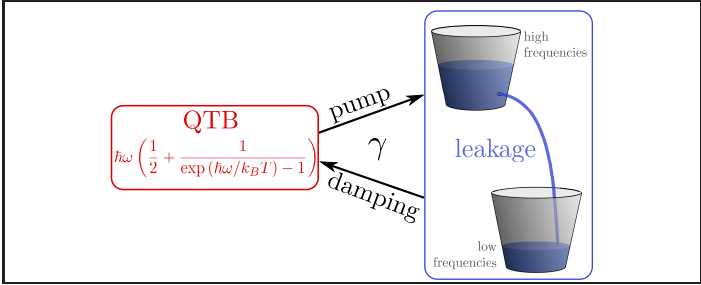 QTB
ħω ( 1/2 + 1/(exp (ħω/k_BT) − 1) )
pump
γ
damping
high
frequencies
leakage
low
frequencies